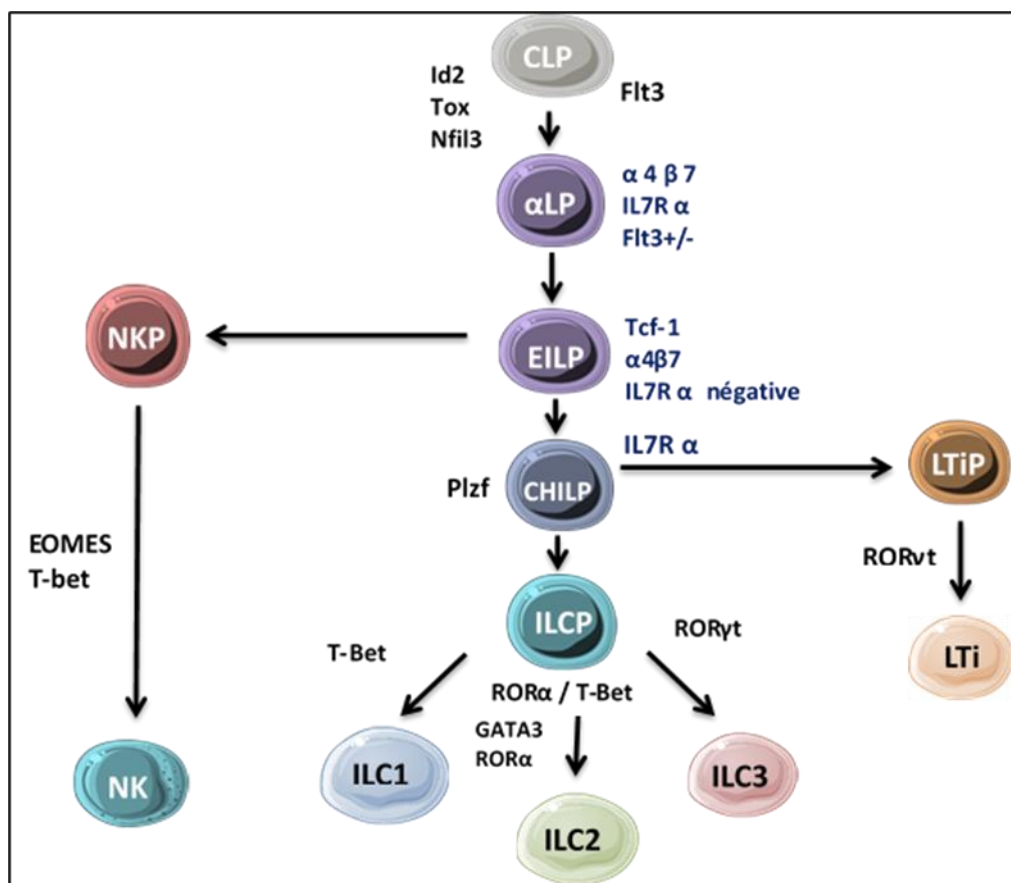 CLP
Id2
Tox
Nfil3
Flt3
αLP
α 4 β 7
IL7R α
Flt3+/-
NKP
EILP
Tcf-1
α4β7
IL7R α négative
IL7R α
Plzf
CHILP
LTiP
EOMES
T-bet
RORνt
ILCP
T-Bet
RORγt
LTi
RORα / T-Bet
GATA3
RORα
NK
ILC1
ILC3
ILC2